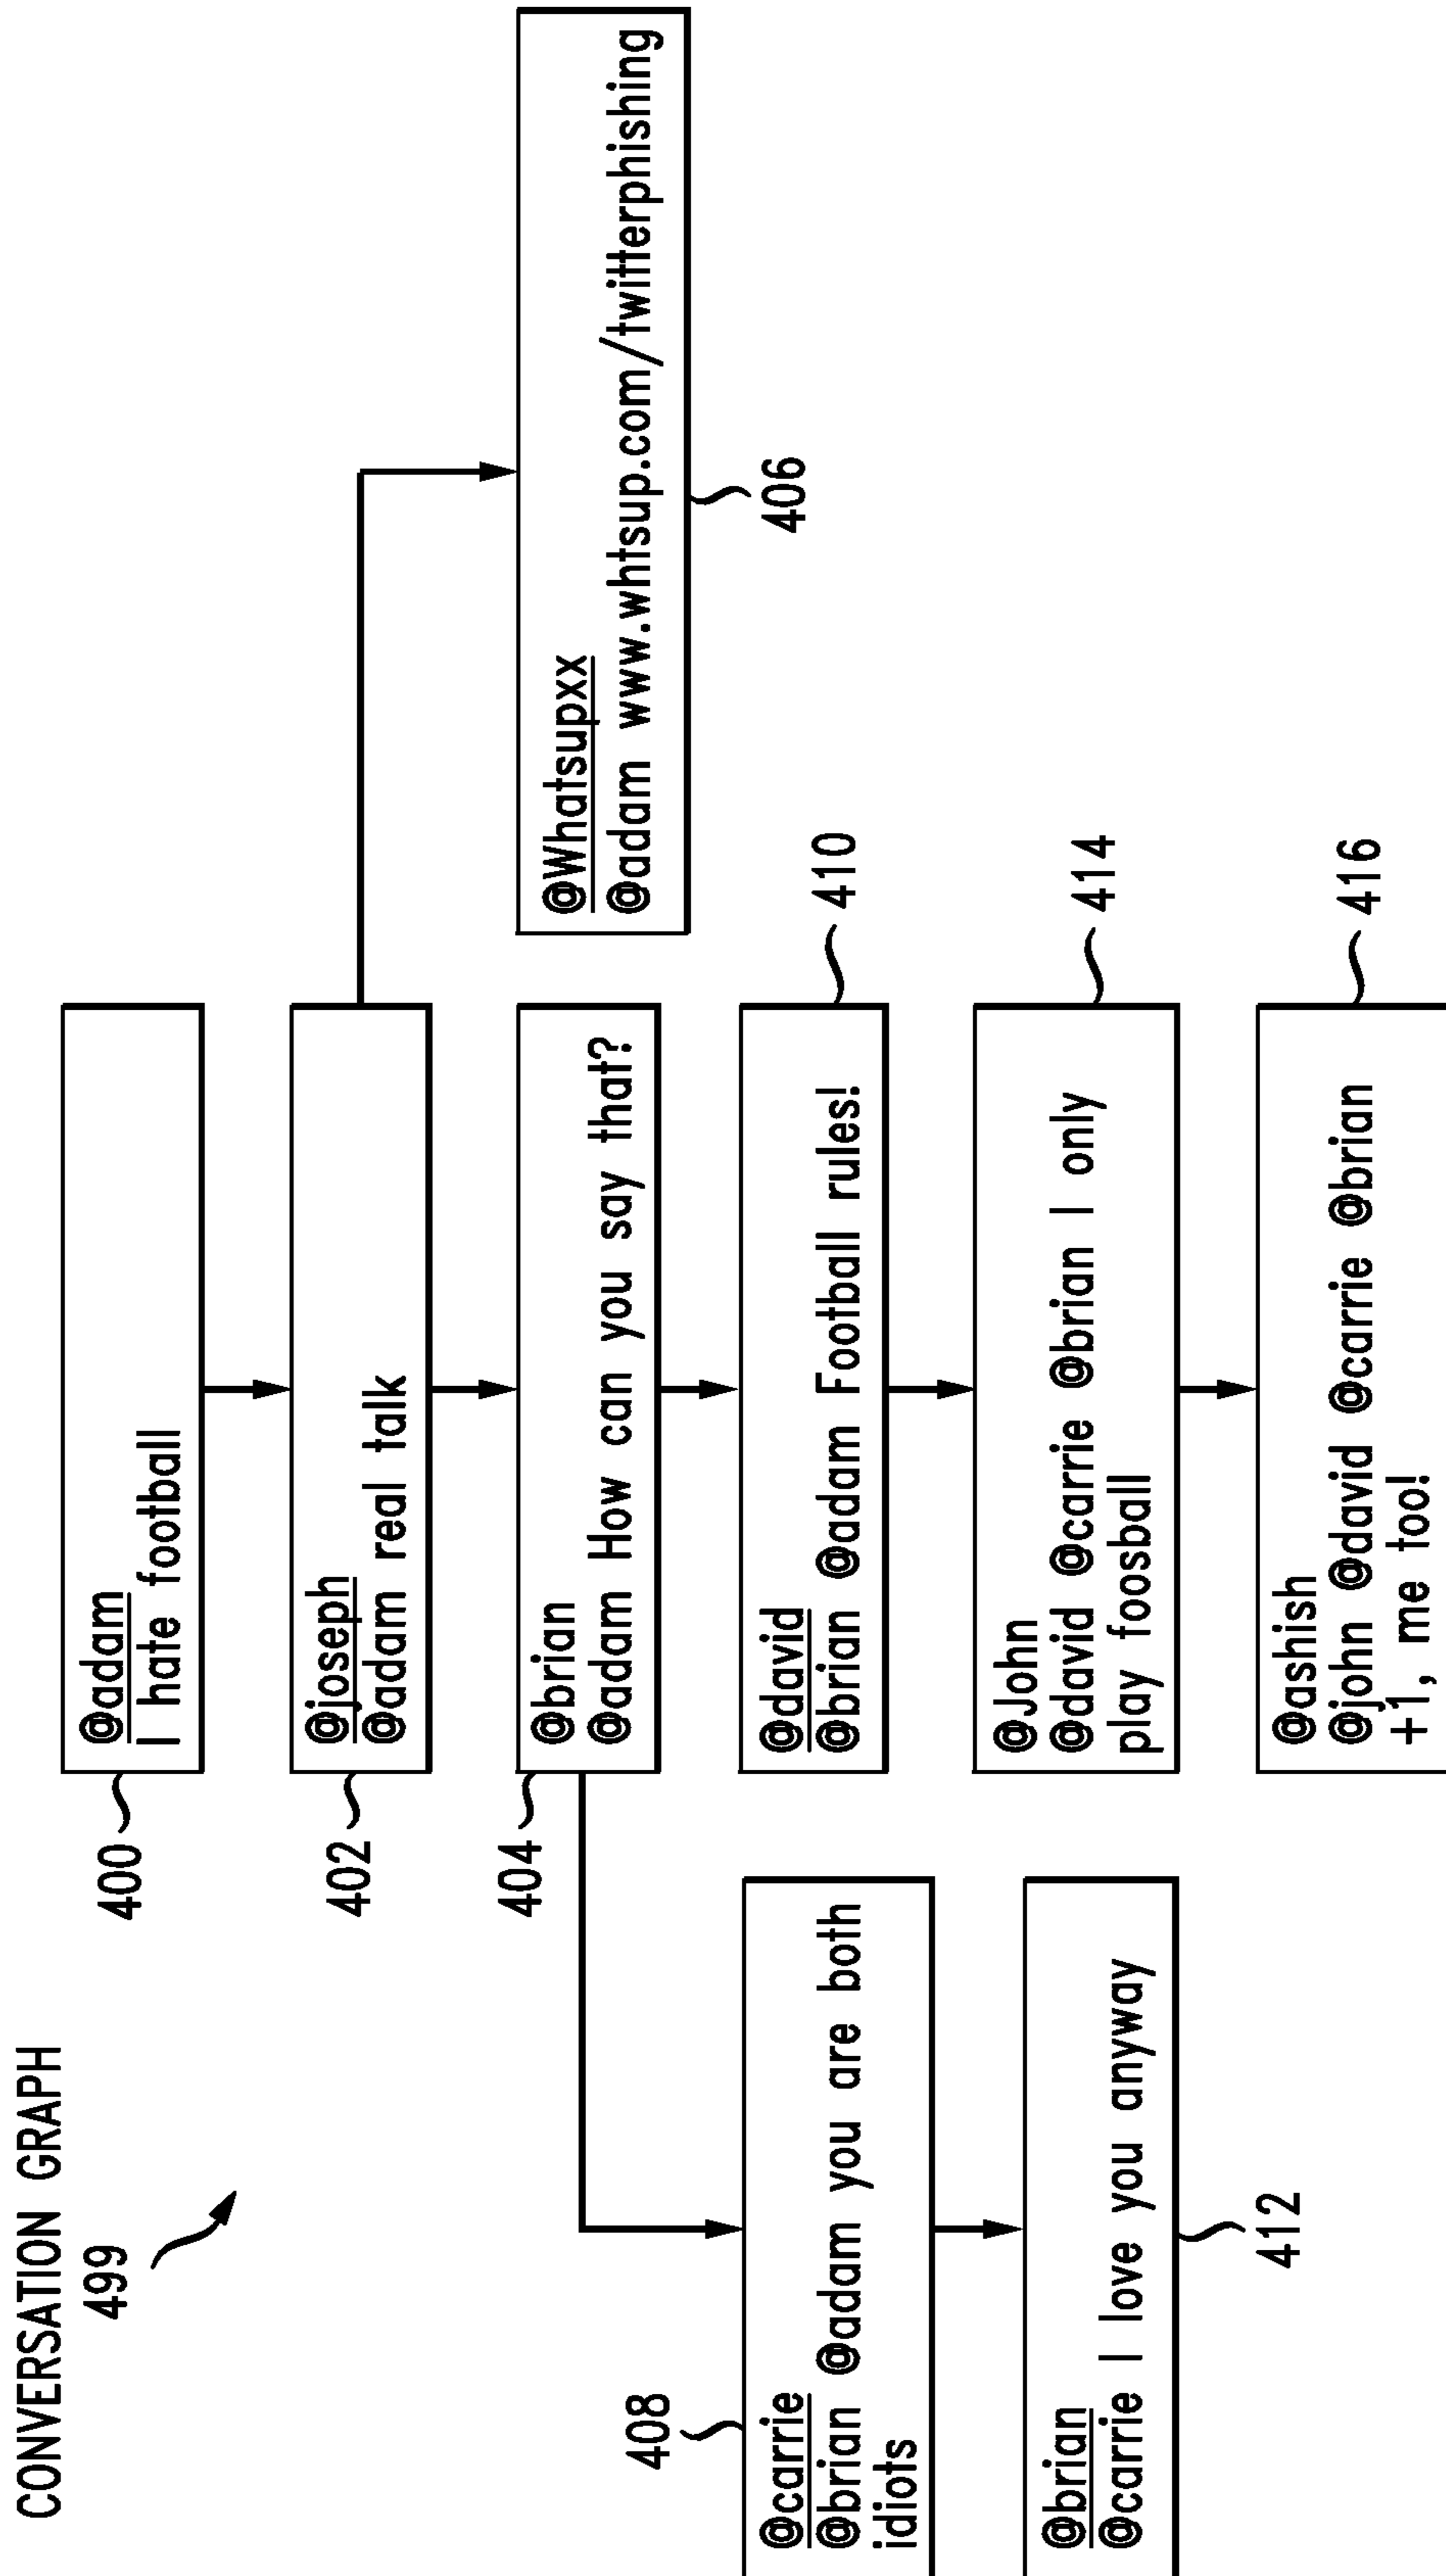 CONVERSATION GRAPH
499
400
@adam
I hate football
402
@joseph
@adam real talk
404
@brian
@adam How can you say that?
@Whatsupxx
@adam www.whtsup.com/twitterphishing
406
408
@carrie
@brian @adam you are both
idiots
@david
@brian @adam Football rules!
410
@brian
@carrie I love you anyway
412
@John
@david @carrie @brian I only
play foosball
414
@ashish
@john @david @carrie @brian
+1, me too!
416